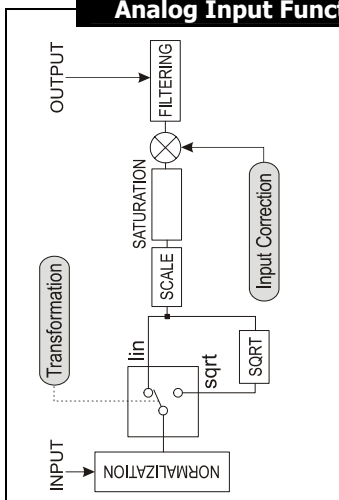 Analog Input Funct
OUTPUT
FILTERING
SATURATION
Input Correction
SCALE
Transformation
lin
sqrt
SQRT
INPUT
NORMALIZATION